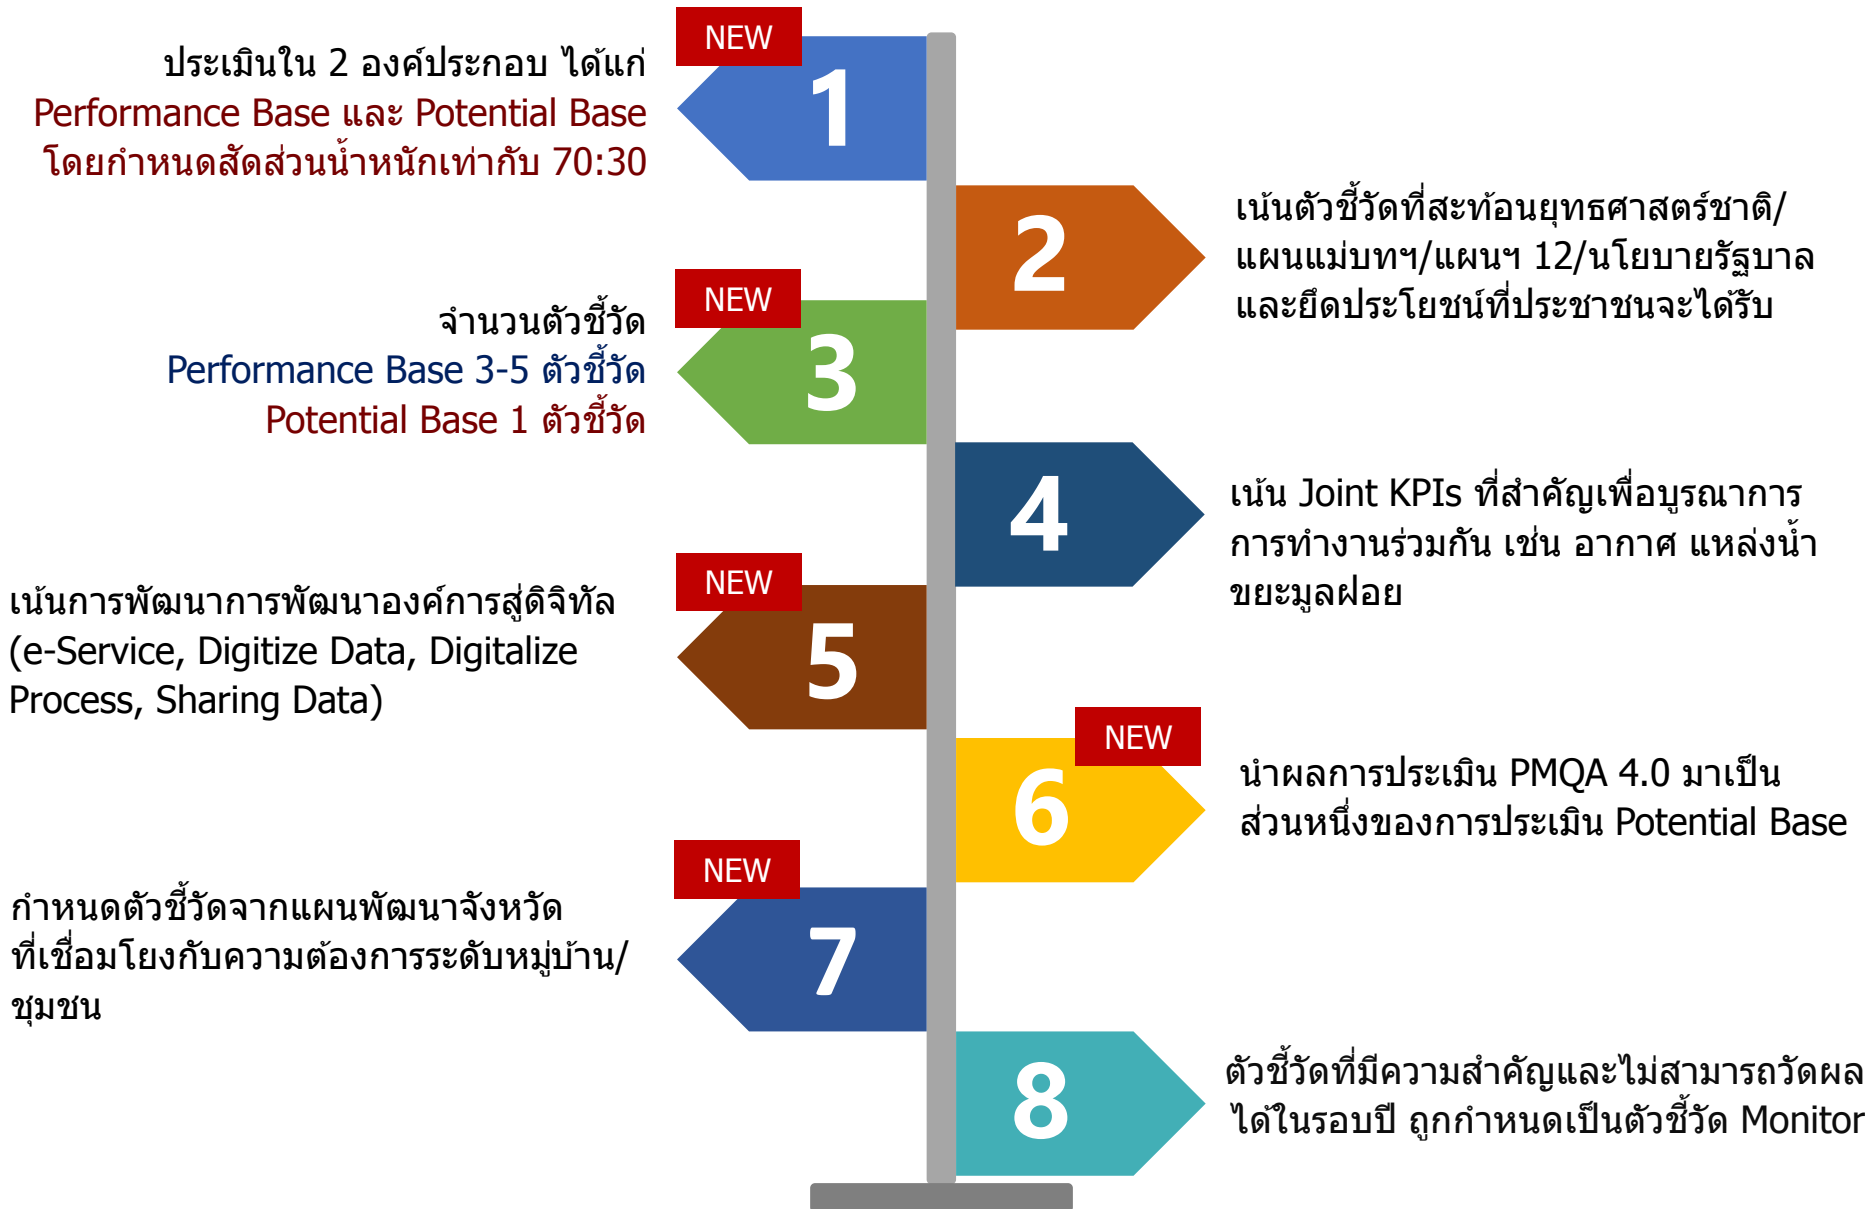 NEW
1
ประเมินใน 2 องค์ประกอบ ได้แก่
Performance Base และ Potential Base
โดยกำหนดสัดส่วนน้ำหนักเท่ากับ 70:30
2
เน้นตัวชี้วัดที่สะท้อนยุทธศาสตร์ชาติ/
แผนแม่บทฯ/แผนฯ 12/นโยบายรัฐบาล
และยึดประโยชน์ที่ประชาชนจะได้รับ
NEW
3
จำนวนตัวชี้วัด
Performance Base 3-5 ตัวชี้วัด
Potential Base 1 ตัวชี้วัด
4
เน้น Joint KPIs ที่สำคัญเพื่อบูรณาการ
การทำงานร่วมกัน เช่น อากาศ แหล่งน้ำ
ขยะมูลฝอย
NEW
5
เน้นการพัฒนาการพัฒนาองค์การสู่ดิจิทัล
(e-Service, Digitize Data, Digitalize
Process, Sharing Data)
NEW
6
นำผลการประเมิน PMQA 4.0 มาเป็น
ส่วนหนึ่งของการประเมิน Potential Base
NEW
7
กำหนดตัวชี้วัดจากแผนพัฒนาจังหวัด
ที่เชื่อมโยงกับความต้องการระดับหมู่บ้าน/
ชุมชน
8
ตัวชี้วัดที่มีความสำคัญและไม่สามารถวัดผล
ได้ในรอบปี ถูกกำหนดเป็นตัวชี้วัด Monitor